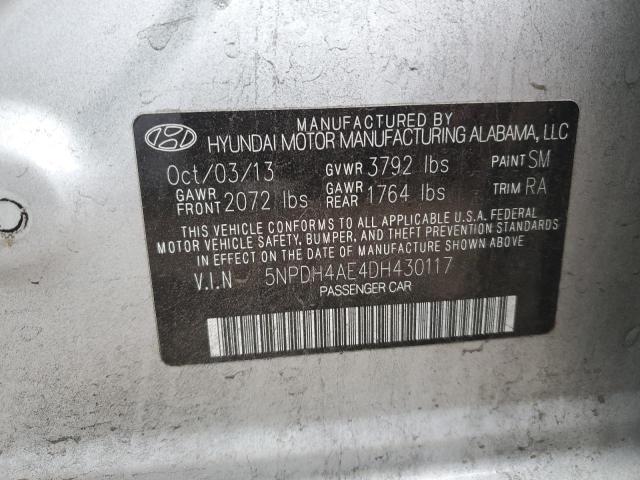 MANUFACTURED BY
HYUNDAI MOTOR MANUFACTURING ALABAMA, LLC
Oct/03/13 GVWR 3792 lbs PAINT SM
GAWR FRONT 2072 lbs GAWR REAR 1764 lbs TRIM RA
THIS VEHICLE CONFORMS TO ALL APPLICABLE U.S.A. FEDERAL
MOTOR VEHICLE SAFETY, BUMPER, AND THEFT PREVENTION STANDARDS
IN EFFECT ON THE DATE OF MANUFACTURE SHOWN ABOVE
V.I.N - 5NPDH4AE4DH430117
PASSENGER CAR